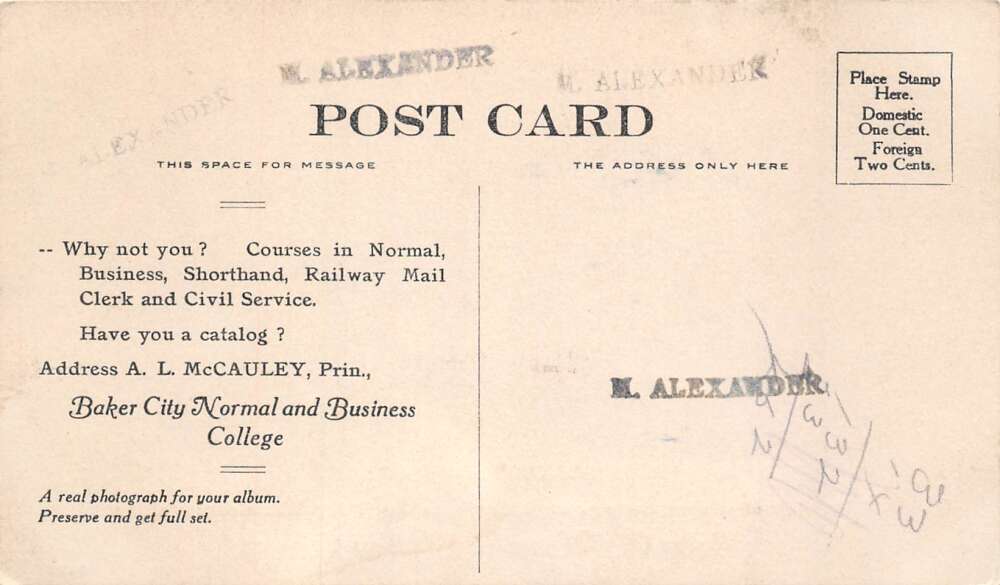 M. ALEXANDER
M. ALEXANDER
ALEXANDER
POST CARD
THIS SPACE FOR MESSAGE
THE ADDRESS ONLY HERE
Place Stamp
Here.
Domestic
One Cent.
Foreign
Two Cents.
-- Why not you ? Courses in Normal,
Business, Shorthand, Railway Mail
Clerk and Civil Service.
Have you a catalog ?
Address A. L. McCAULEY, Prin.,
Baker City Normal and Business
College
A real photograph for your album.
Preserve and get full set.
M. ALEXANDER